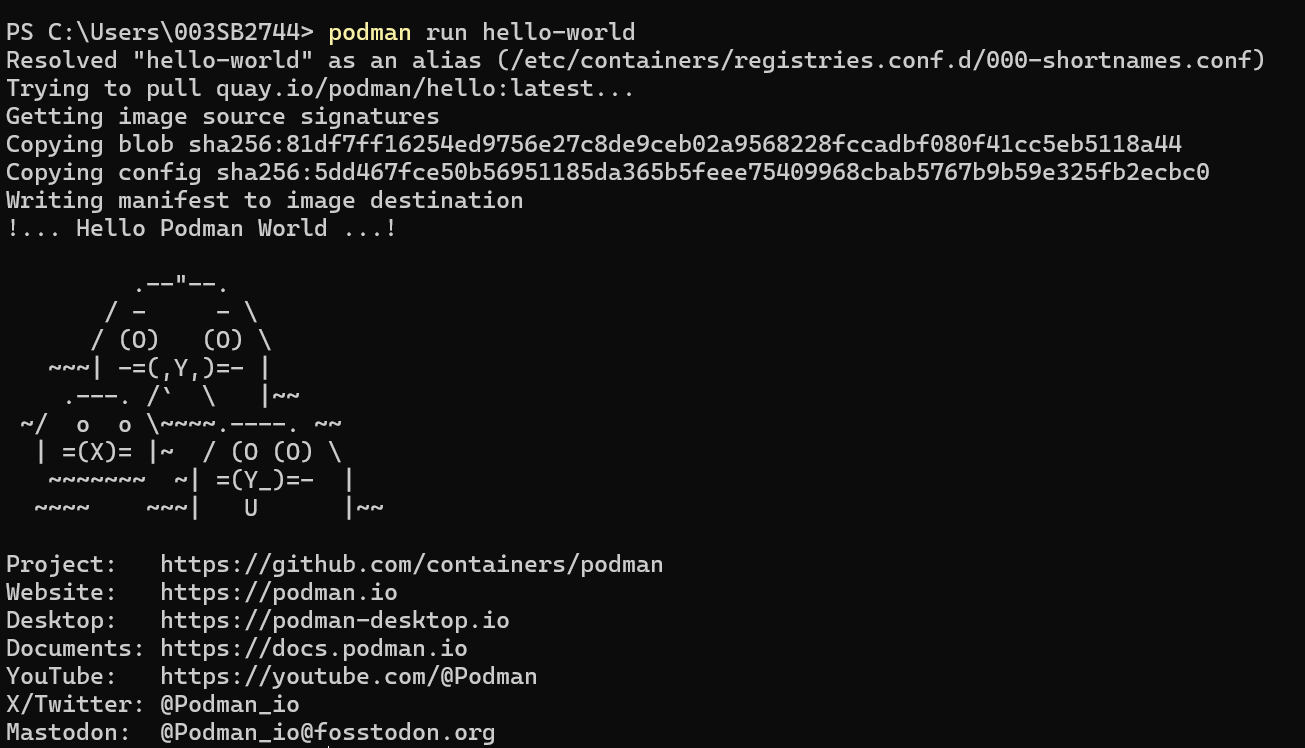 PS C:\Users\003SB2744> podman run hello-world
Resolved "hello-world" as an alias (/etc/containers/registries.conf.d/000-shortnames.conf)
Trying to pull quay.io/podman/hello:latest...
Getting image source signatures
Copying blob sha256:81df7ff16254ed9756e27c8de9ceb02a9568228fccadbf080f41cc5eb5118a44
Copying config sha256:5dd467fce50b56951185da365b5feee75409968cbab5767b9b59e325fb2ecbc0
Writing manifest to image destination
!... Hello Podman World ...!

         .--"--.
       / -     - \
      / (O)   (O) \
   ~~~| -=(,Y,)=- |
    .---. /`  \   |~~
 ~/  o  o \~~~~.----. ~~
  | =(X)= |~  / (O (O) \
   ~~~~~~~  ~| =(Y_)=-  |
  ~~~~    ~~~|   U      |~~

Project:   https://github.com/containers/podman
Website:   https://podman.io
Desktop:   https://podman-desktop.io
Documents: https://docs.podman.io
YouTube:   https://youtube.com/@Podman
X/Twitter: @Podman_io
Mastodon:  @Podman_io@fosstodon.org